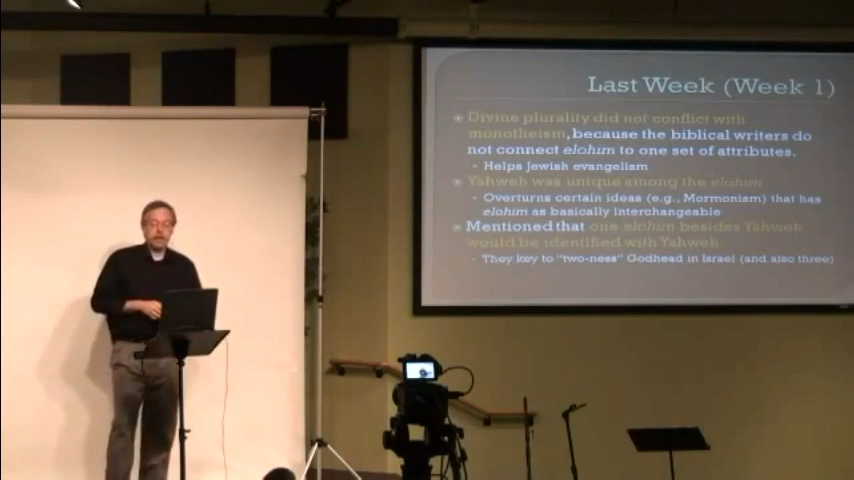 Last Week (Week 1)
Divine plurality did not conflict with
monotheism, because the biblical writers do
not connect elohim to one set of attributes.
Helps Jewish evangelism
Yahweh was unique among the elohim
Overturns certain ideas (e.g., Mormonism) that has
elohim as basically interchangeable
Mentioned that one elohim besides Yahweh
would be identified with Yahweh
They key to "two-ness" Godhead in Israel (and also three)